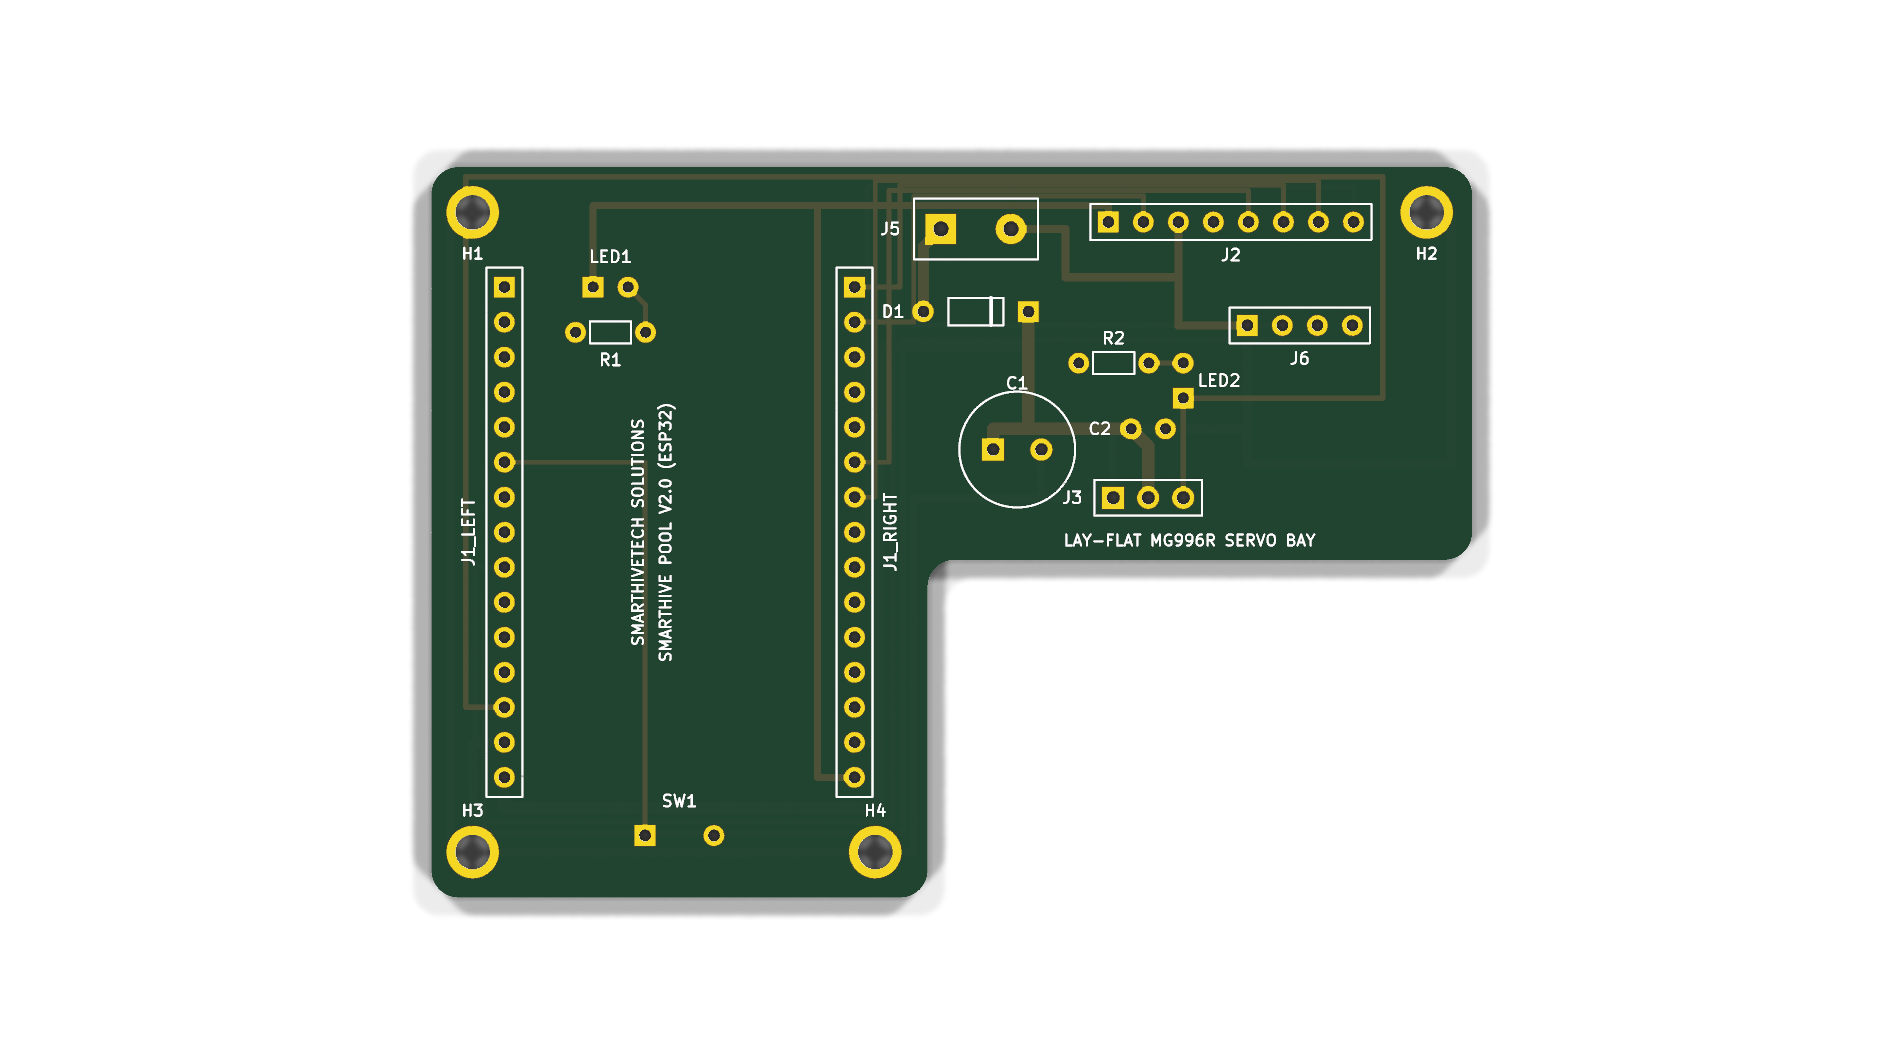 J5
J2
H1
LED1
H2
D1
R2
J6
R1
C1
LED2
C2
SMARTHIVETECH SOLUTIONS
SMARTHIVE POOL V2.0 (ESP32)
J1_LEFT
J1_RIGHT
J3
LAY-FLAT MG996R SERVO BAY
SW1
H3
H4